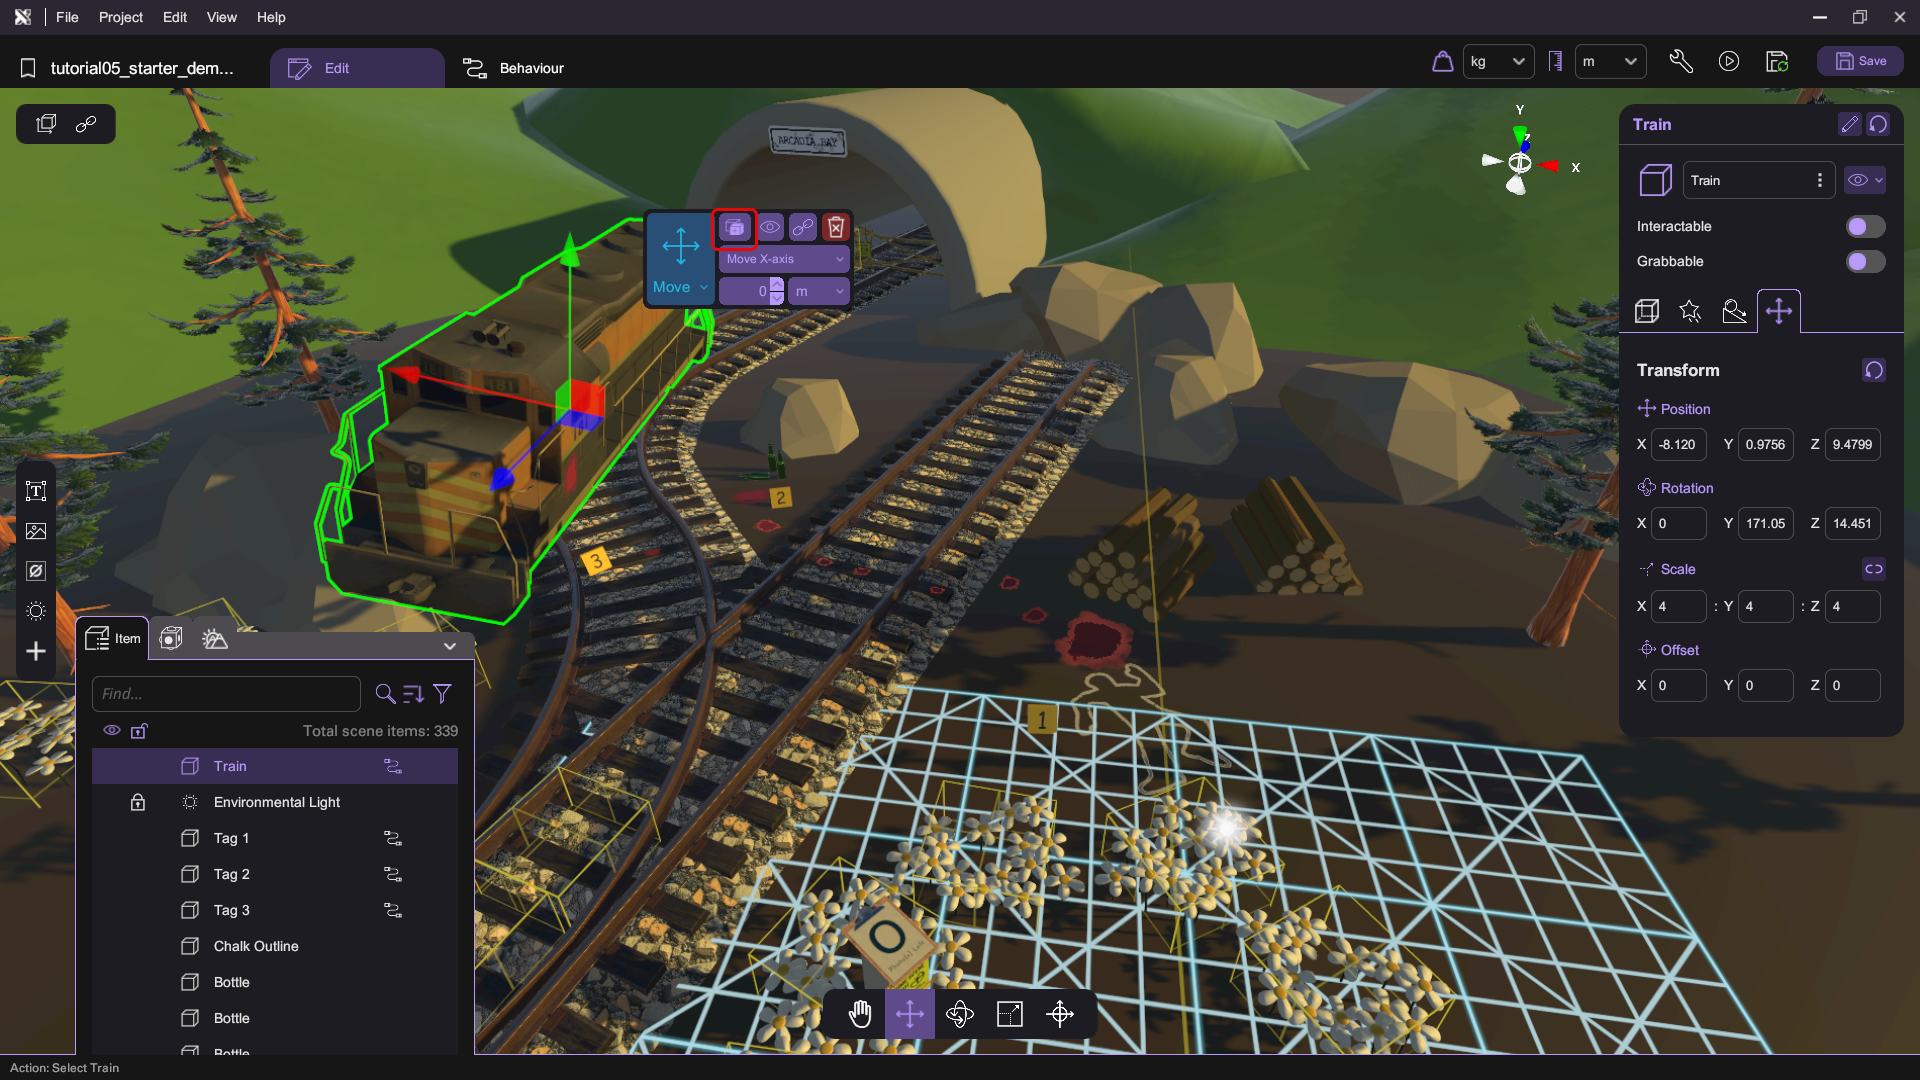 File Project Edit View Help
tutorial05_starter_dem...
Edit
Behaviour
kg
m
Save
ARCADIA BAY
Move
Move X-axis
0
m
181
2
3
1
O
Y
Z
X
Train
Train
Interactable
Grabbable
Transform
Position
X -8.120 Y 0.9756 Z 9.4799
Rotation
X 0 Y 171.05 Z 14.451
Scale
X 4 : Y 4 : Z 4
Offset
X 0 Y 0 Z 0
Item
Find...
Total scene items: 339
Train
Environmental Light
Tag 1
Tag 2
Tag 3
Chalk Outline
Bottle
Bottle
Bottle
Action: Select Train